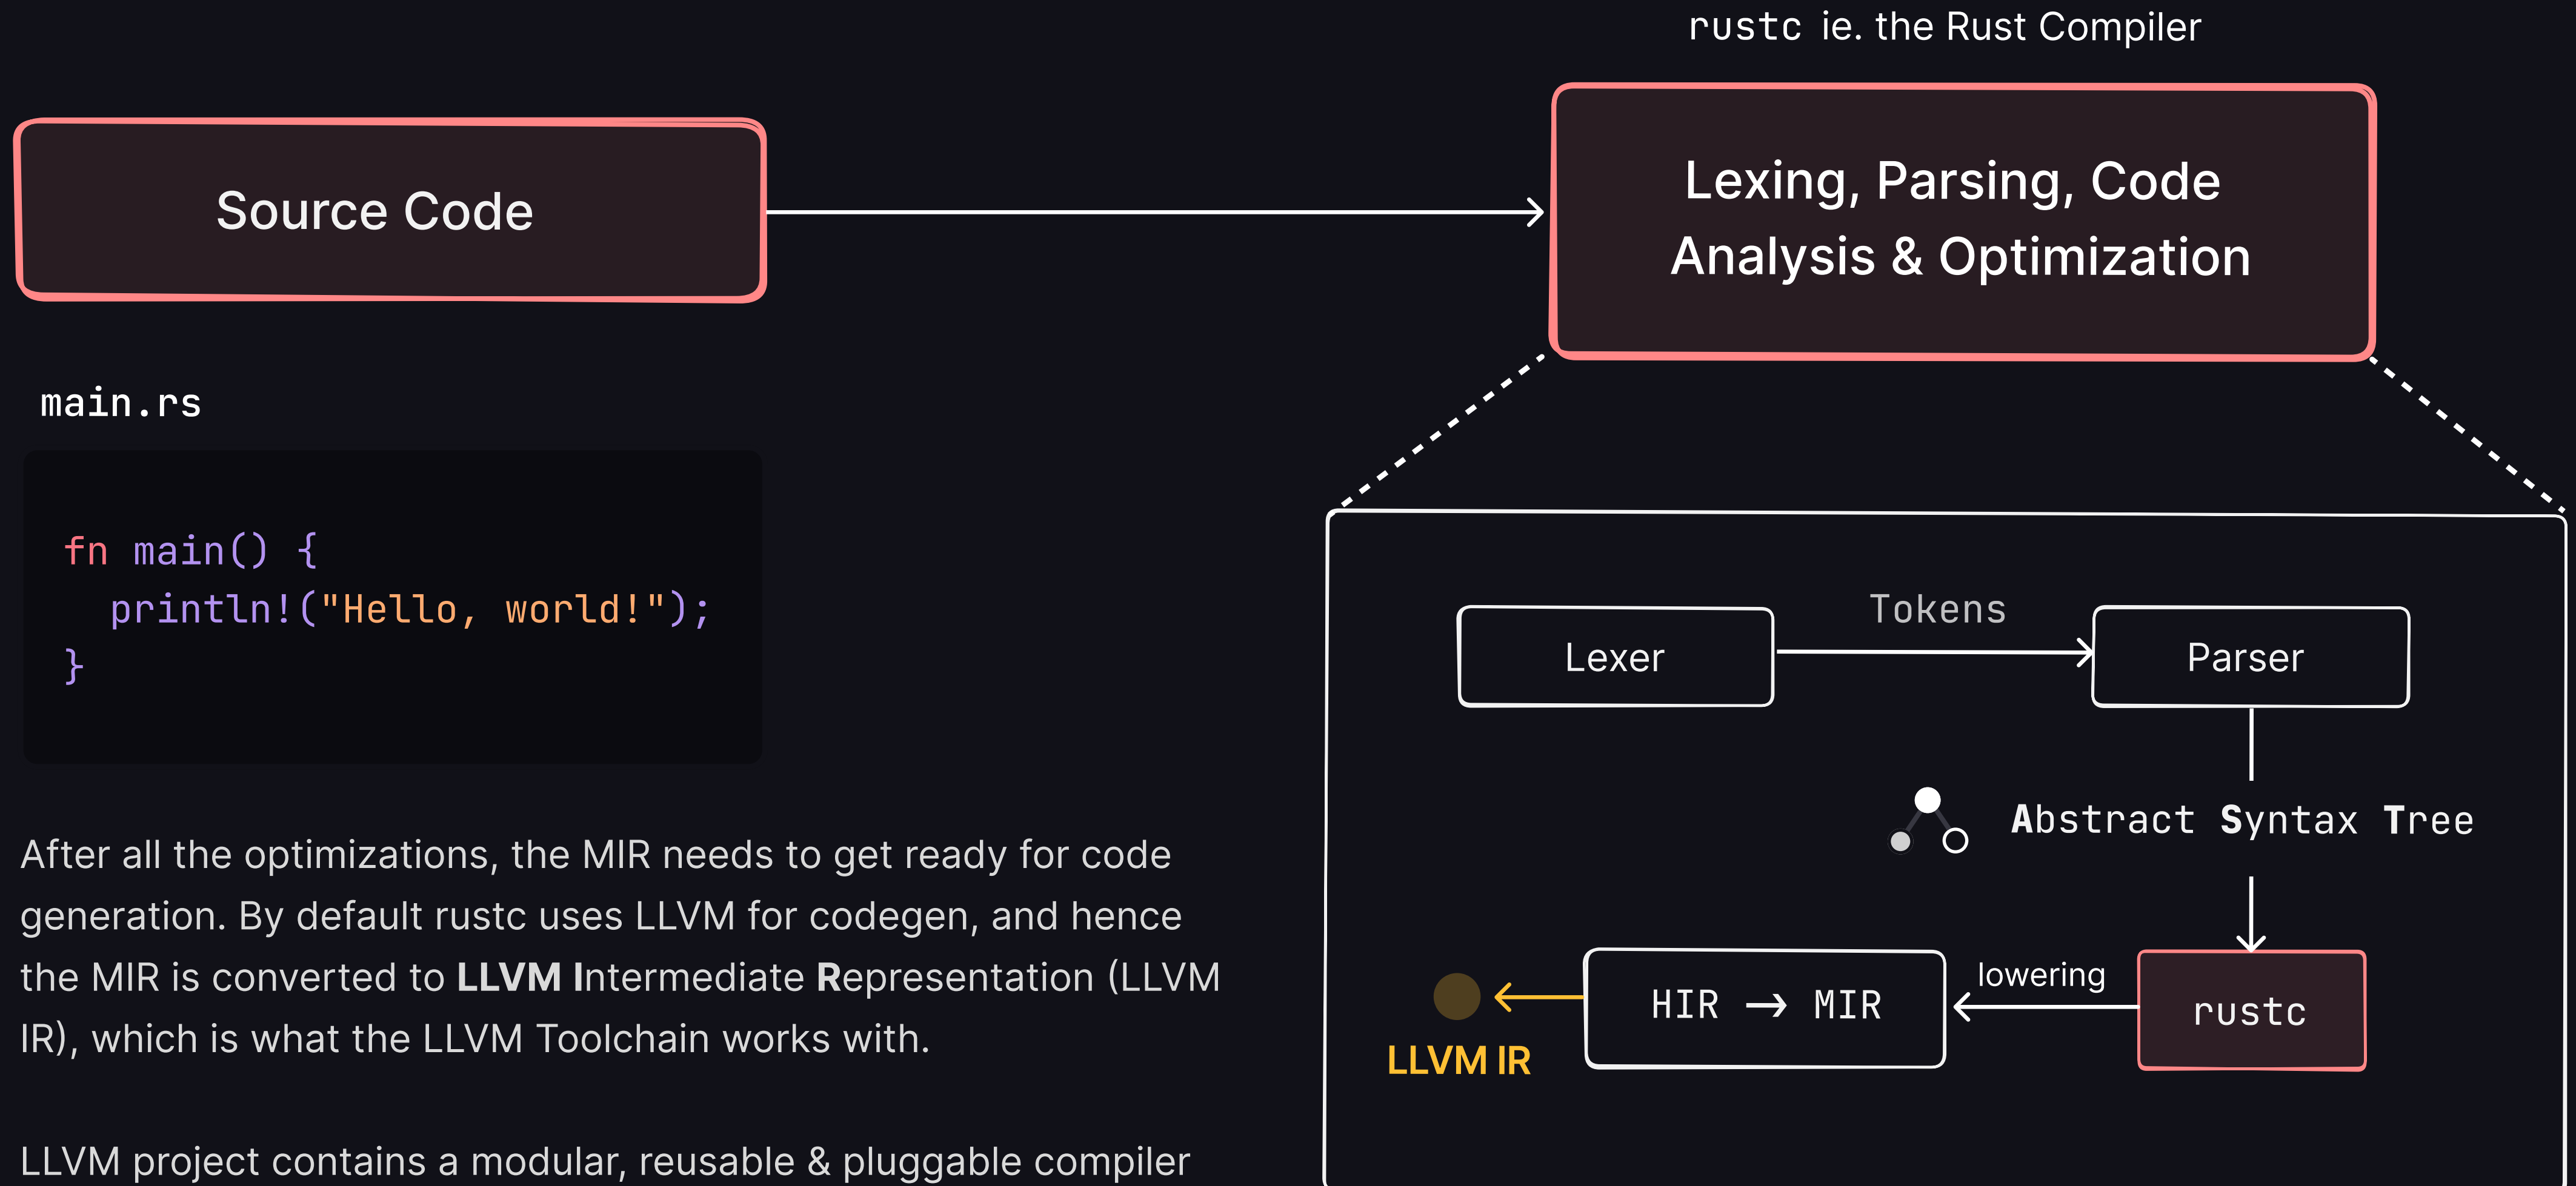 rustc ie. the Rust Compiler
Source Code
Lexing, Parsing, Code
Analysis & Optimization
main.rs
fn main() {
  println!("Hello, world!");
}
After all the optimizations, the MIR needs to get ready for code
generation. By default rustc uses LLVM for codegen, and hence
the MIR is converted to LLVM Intermediate Representation (LLVM
IR), which is what the LLVM Toolchain works with.
LLVM project contains a modular, reusable & pluggable compiler
Lexer
Tokens
Parser
Abstract Syntax Tree
rustc
lowering
HIR → MIR
LLVM IR